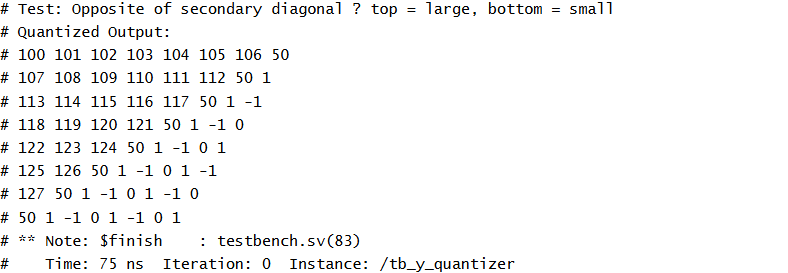 # Test: Opposite of secondary diagonal ? top = large, bottom = small
# Quantized Output:
# 100 101 102 103 104 105 106 50
# 107 108 109 110 111 112 50 1
# 113 114 115 116 117 50 1 -1
# 118 119 120 121 50 1 -1 0
# 122 123 124 50 1 -1 0 1
# 125 126 50 1 -1 0 1 -1
# 127 50 1 -1 0 1 -1 0
# 50 1 -1 0 1 -1 0 1
# ** Note: $finish    : testbench.sv(83)
#    Time: 75 ns  Iteration: 0  Instance: /tb_y_quantizer